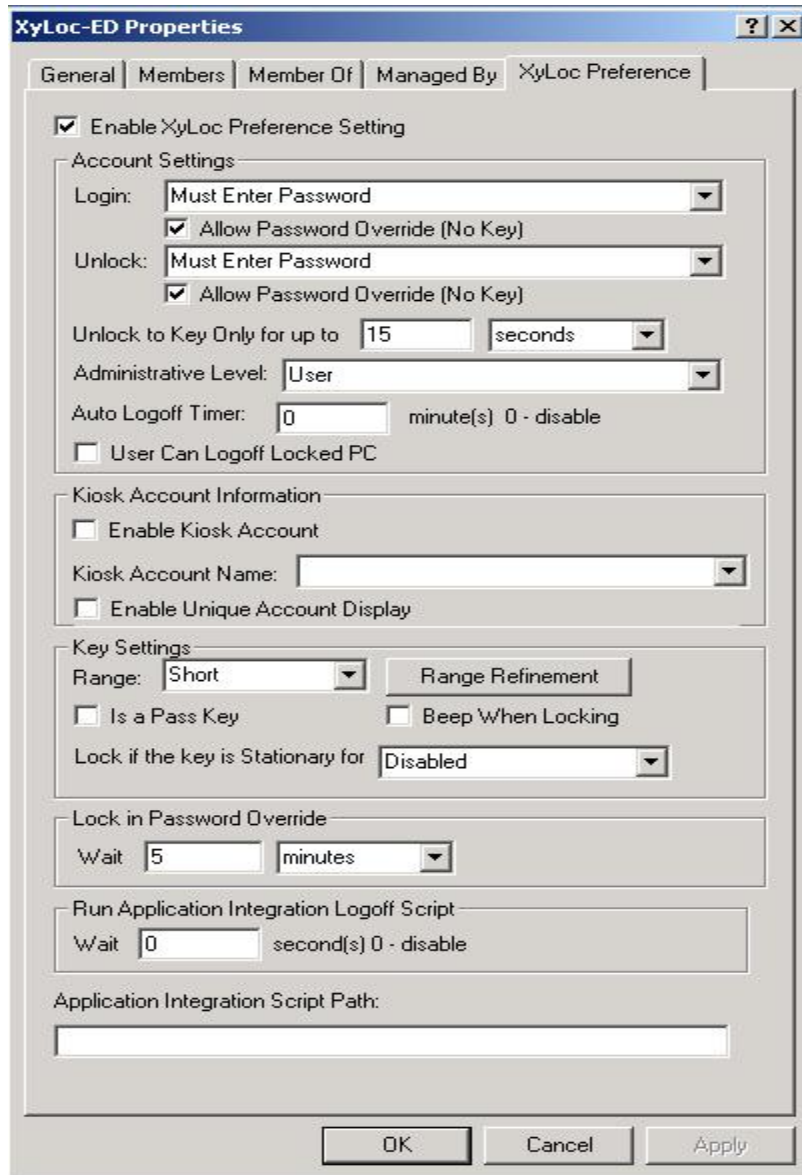 XyLoc-ED Properties
General Members Member Of Managed By XyLoc Preference
Enable XyLoc Preference Setting
Account Settings
Login: Must Enter Password
Allow Password Override (No Key)
Unlock: Must Enter Password
Allow Password Override (No Key)
Unlock to Key Only for up to 15 seconds
Administrative Level: User
Auto Logoff Timer: 0 minute(s) 0 - disable
User Can Logoff Locked PC
Kiosk Account Information
Enable Kiosk Account
Kiosk Account Name:
Enable Unique Account Display
Key Settings
Range: Short Range Refinement
Is a Pass Key Beep When Locking
Lock if the key is Stationary for Disabled
Lock in Password Override
Wait 5 minutes
Run Application Integration Logoff Script
Wait 0 second(s) 0 - disable
Application Integration Script Path:
OK Cancel Apply